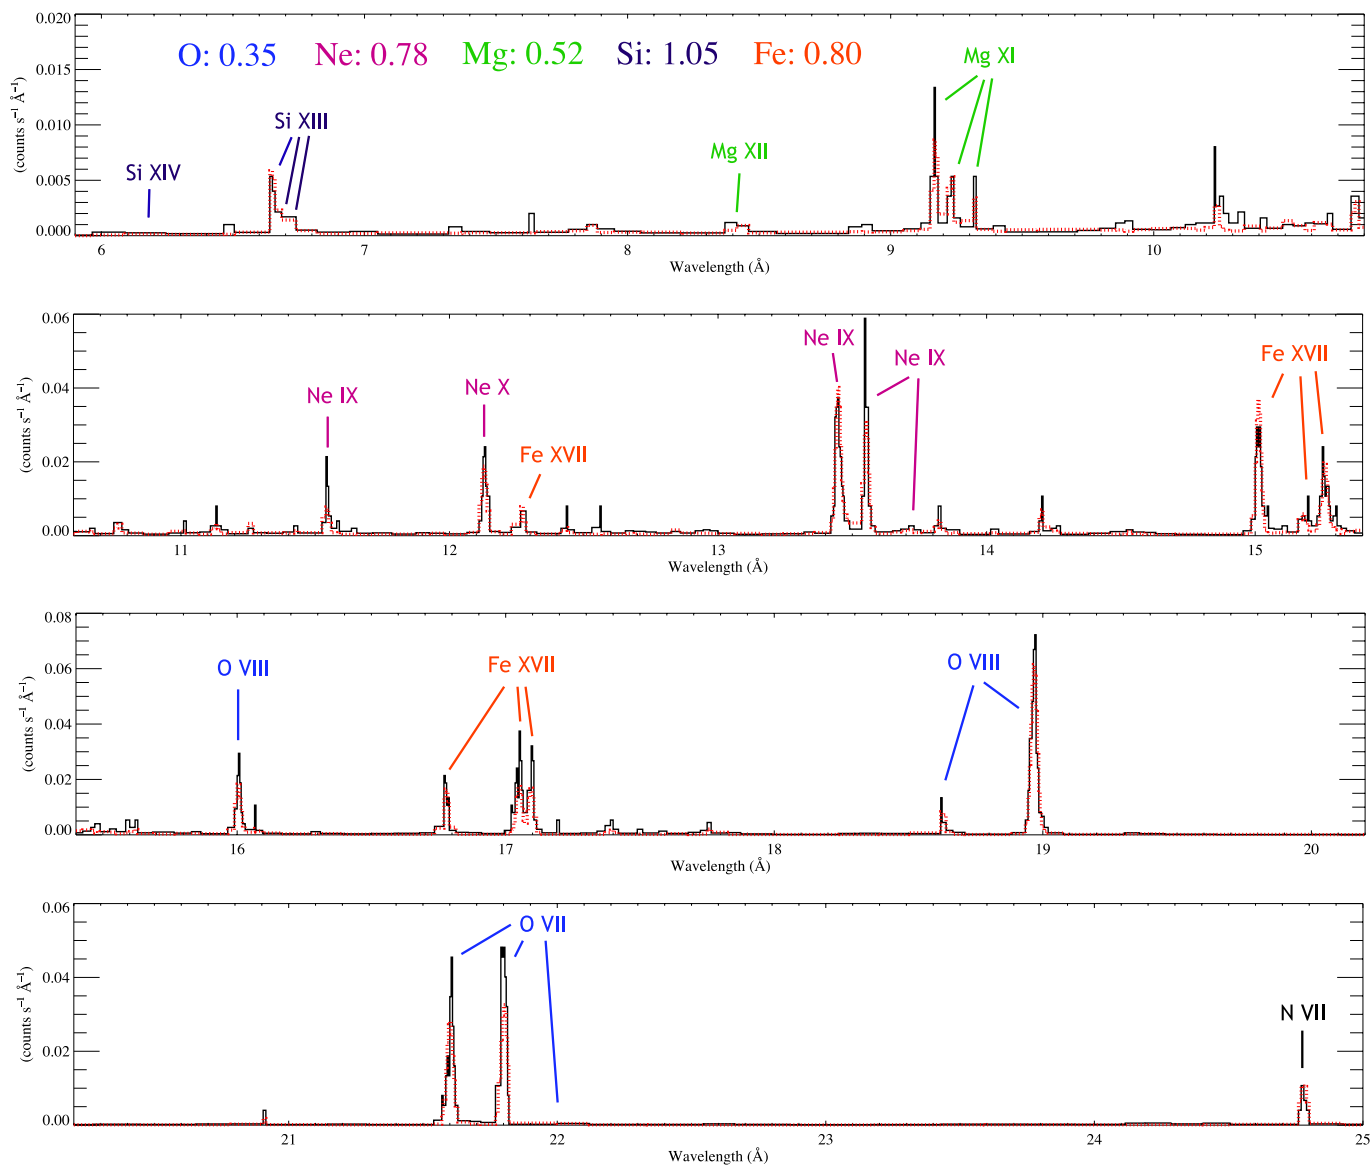 O: 0.35 Ne: 0.78 Mg: 0.52 Si: 1.05 Fe: 0.80
Mg XI
Si XIII
Mg XII
Si XIV
(counts s⁻¹ Å⁻¹)
0.020
0.015
0.010
0.005
0.000
6 7 8 9 10
Wavelength (Å)
Ne IX
Ne IX
Fe XVII
Ne IX
Ne X
Fe XVII
(counts s⁻¹ Å⁻¹)
0.06
0.04
0.02
0.00
11 12 13 14 15
Wavelength (Å)
O VIII
Fe XVII
O VIII
(counts s⁻¹ Å⁻¹)
0.08
0.06
0.04
0.02
0.00
16 17 18 19 20
Wavelength (Å)
O VII
N VII
(counts s⁻¹ Å⁻¹)
0.06
0.04
0.02
0.00
21 22 23 24 25
Wavelength (Å)